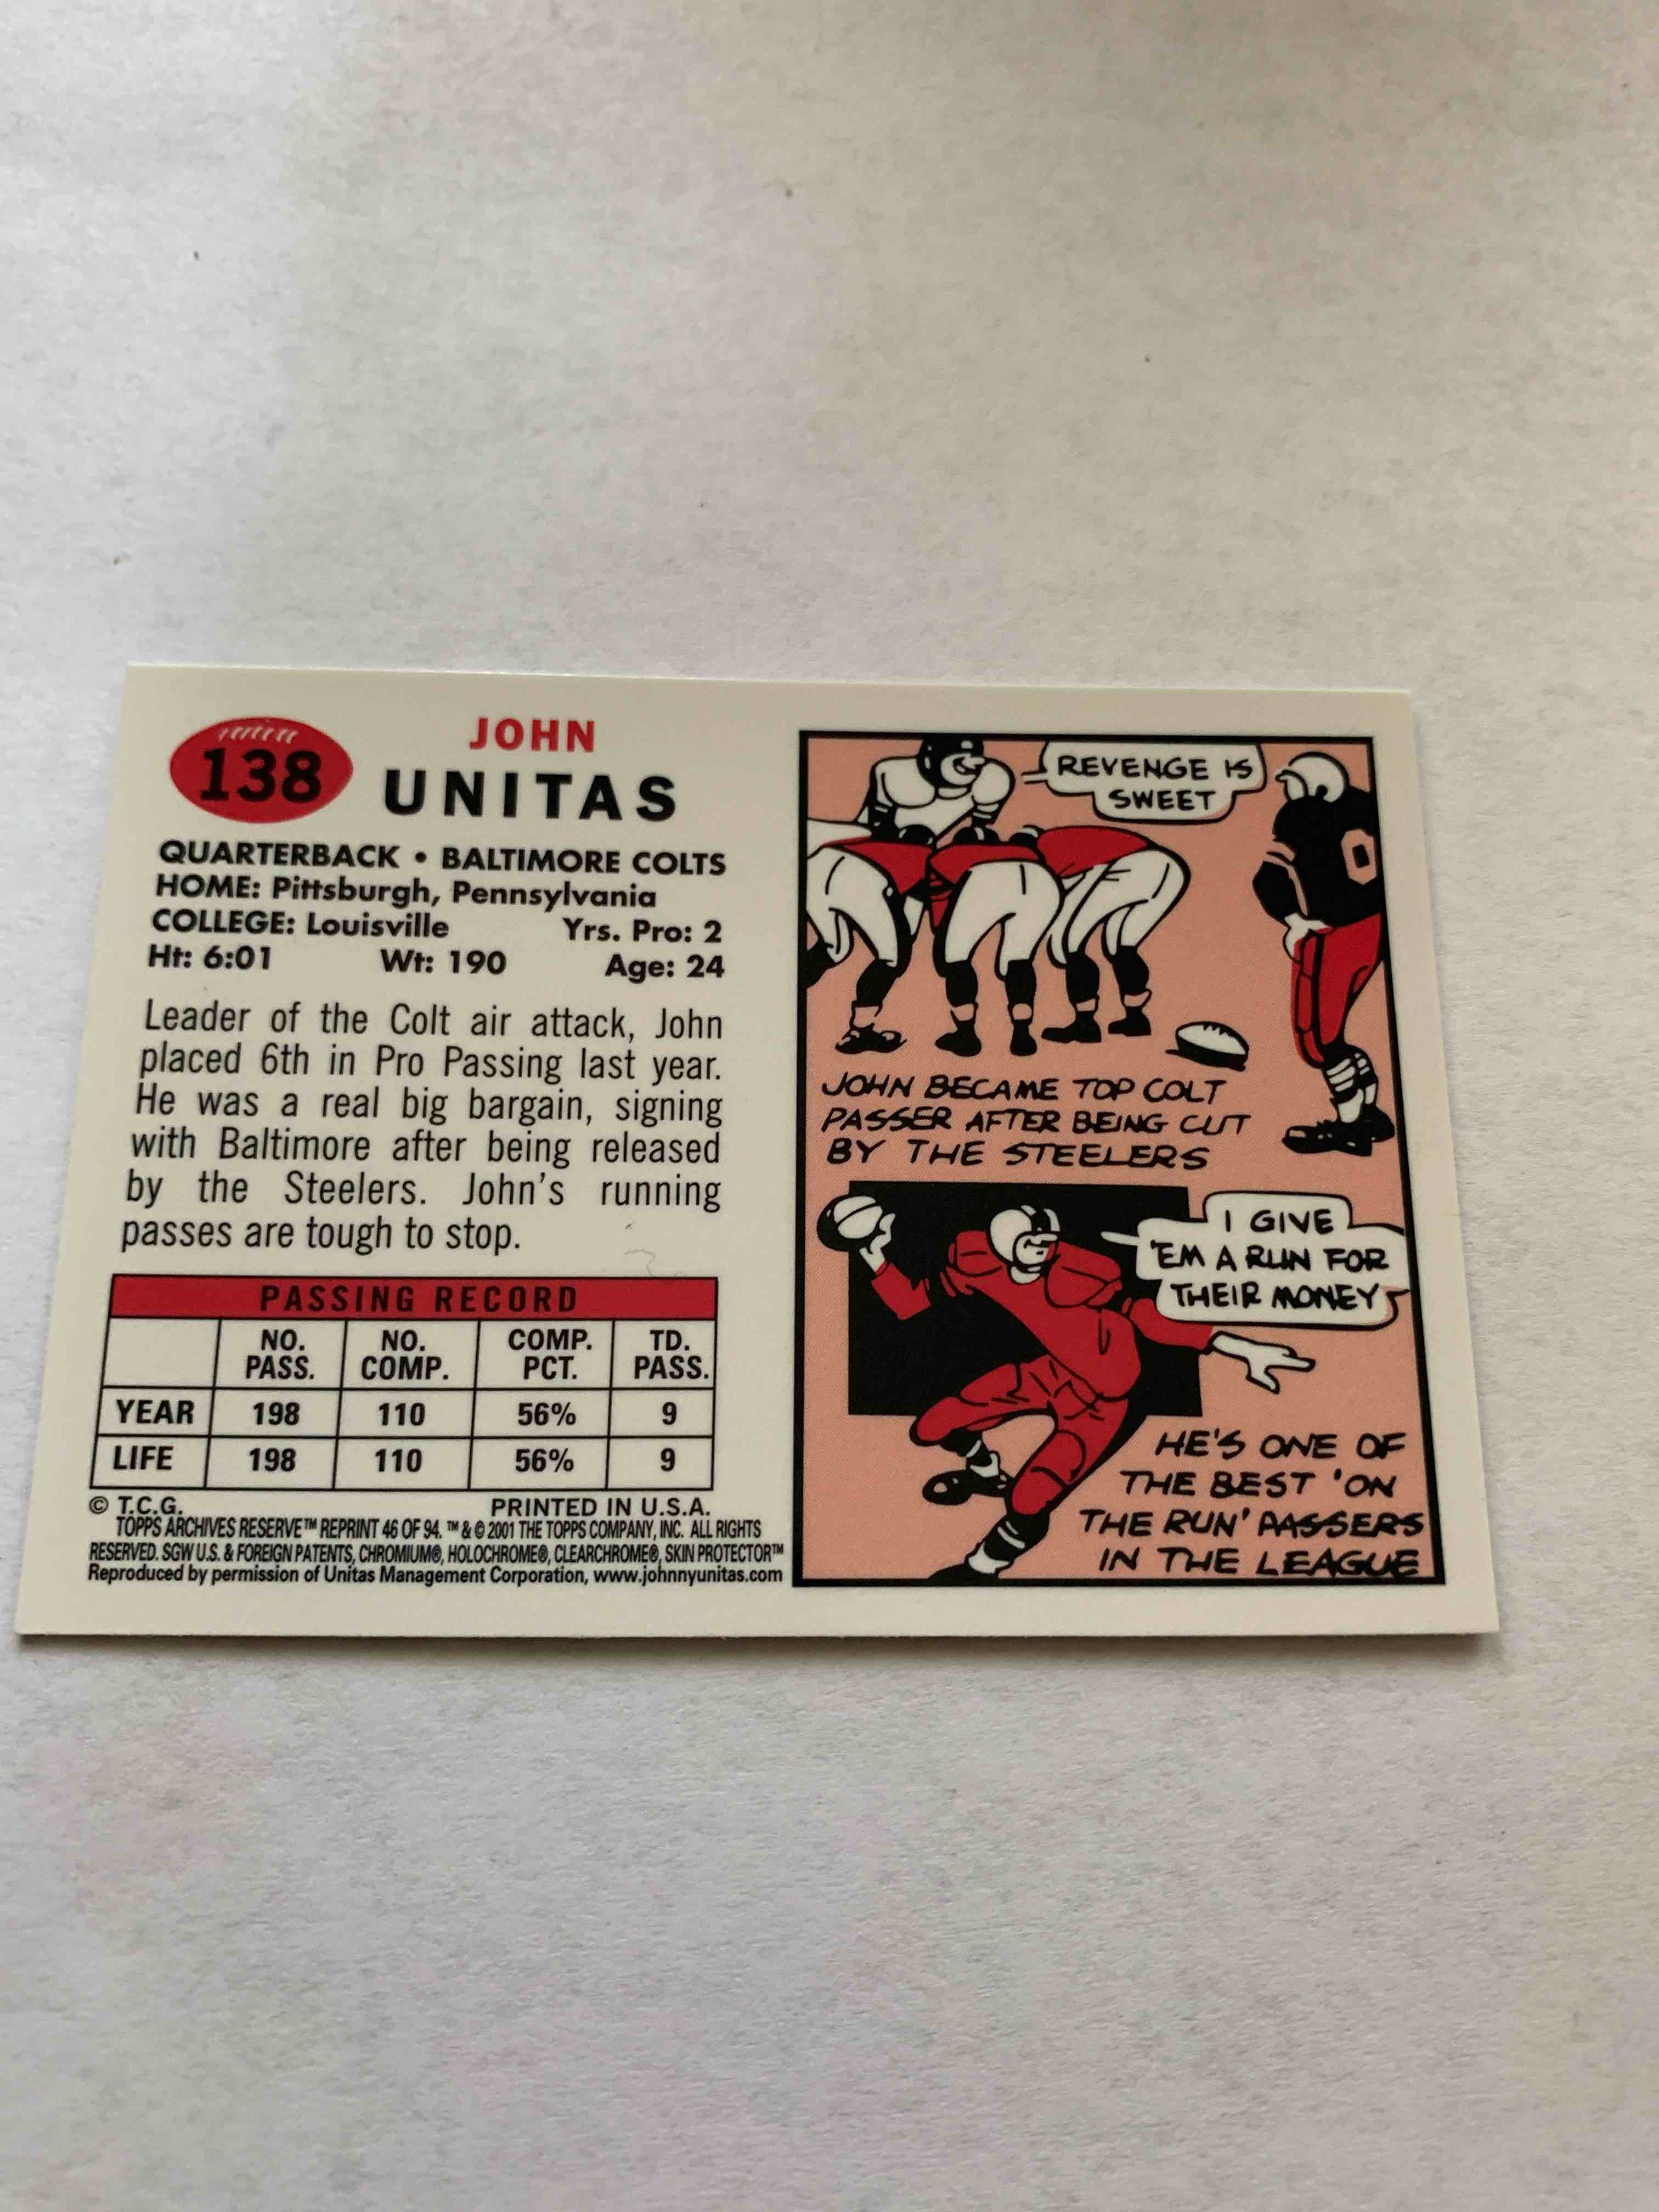 138
JOHN
UNITAS
QUARTERBACK • BALTIMORE COLTS
HOME: Pittsburgh, Pennsylvania
COLLEGE: Louisville Yrs. Pro: 2
Ht: 6:01 Wt: 190 Age: 24
Leader of the Colt air attack, John
placed 6th in Pro Passing last year.
He was a real big bargain, signing
with Baltimore after being released
by the Steelers. John's running
passes are tough to stop.
PASSING RECORD
NO. PASS. NO. COMP. COMP. PCT. TD. PASS.
YEAR 198 110 56% 9
LIFE 198 110 56% 9
© T.C.G. PRINTED IN U.S.A.
TOPPS ARCHIVES RESERVE™ REPRINT 46 OF 94. ™ & © 2001 THE TOPPS COMPANY, INC. ALL RIGHTS
RESERVED. SGW U.S. & FOREIGN PATENTS, CHROMIUM®, HOLOCHROME®, CLEARCHROME®, SKIN PROTECTOR™
Reproduced by permission of Unitas Management Corporation, www.johnnyunitas.com
REVENGE IS
SWEET
0
JOHN BECAME TOP COLT
PASSER AFTER BEING CUT
BY THE STEELERS
I GIVE
'EM A RUN FOR
THEIR MONEY
HE'S ONE OF
THE BEST 'ON
THE RUN' PASSERS
IN THE LEAGUE